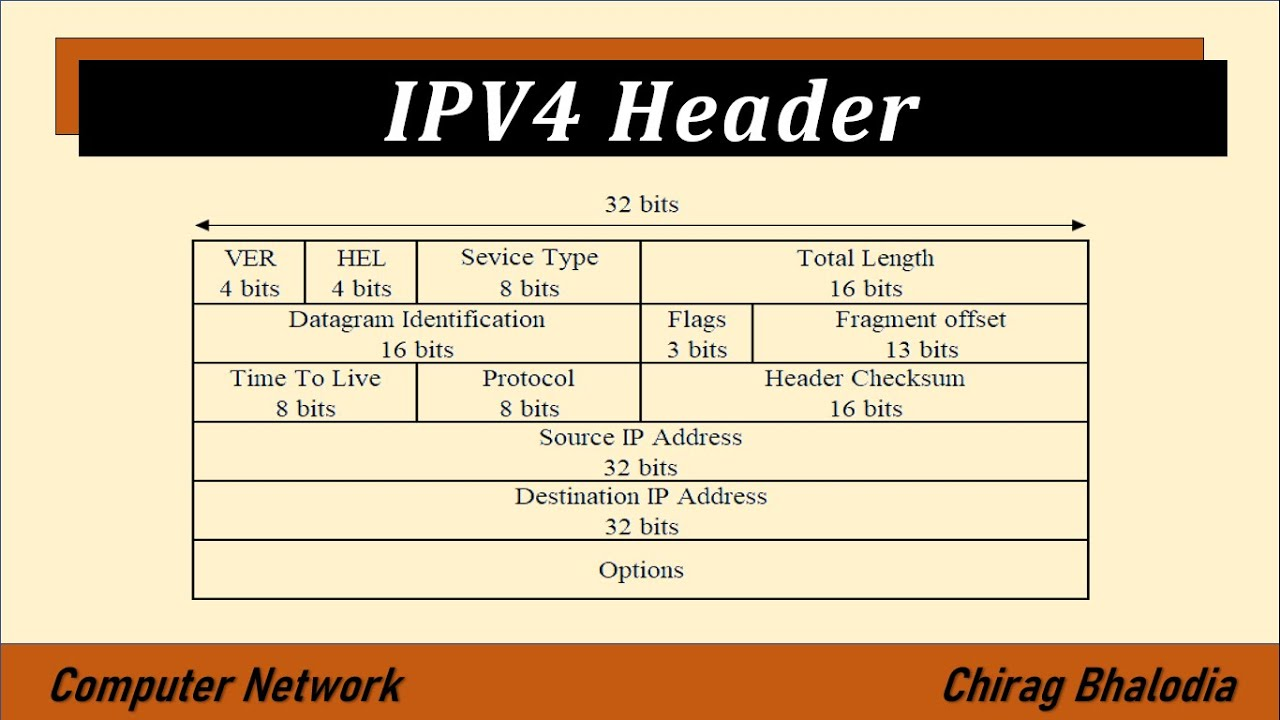 IPV4 Header
32 bits
VER HEL Sevice Type Total Length
4 bits 4 bits 8 bits 16 bits
Datagram Identification Flags Fragment offset
16 bits 3 bits 13 bits
Time To Live Protocol Header Checksum
8 bits 8 bits 16 bits
Source IP Address
32 bits
Destination IP Address
32 bits
Options
Computer Network Chirag Bhalodia